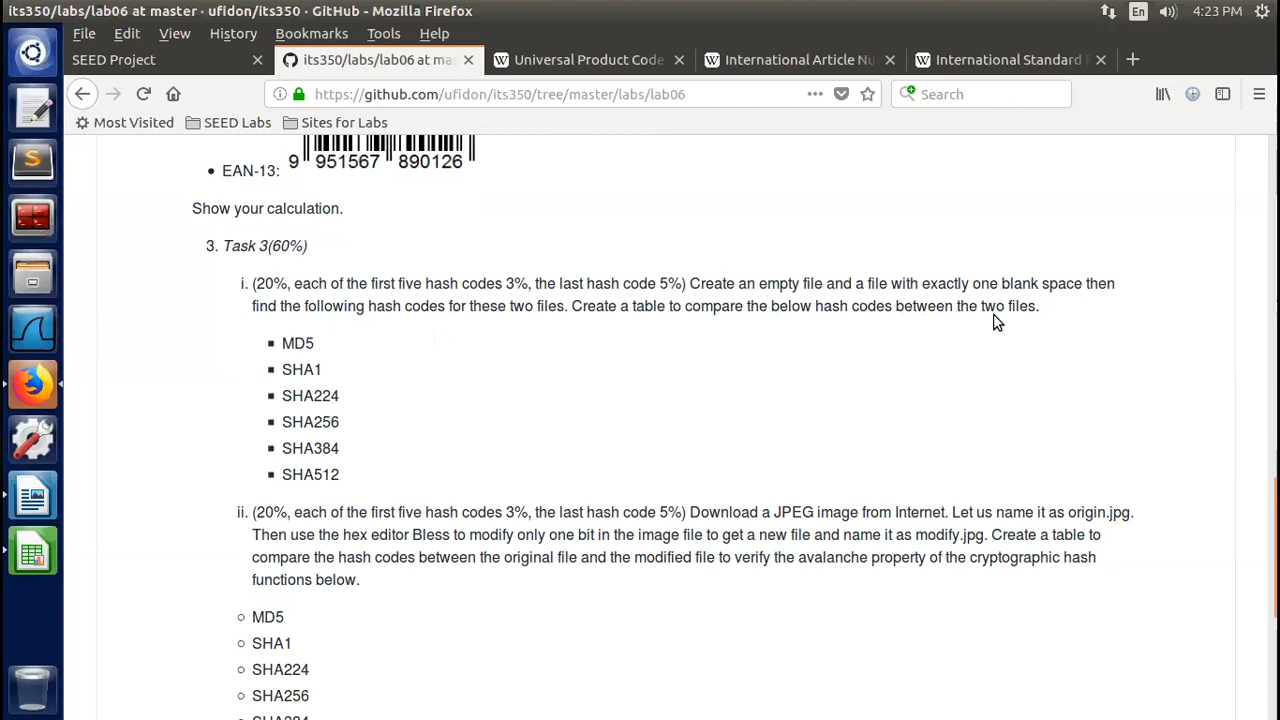 its350/labs/lab06 at master · ufidon/its350 · GitHub - Mozilla Firefox
En 4:23 PM
File Edit View History Bookmarks Tools Help
SEED Project its350/labs/lab06 at mas Universal Product Code International Article Nu International Standard
https://github.com/ufidon/its350/tree/master/labs/lab06 Search
Most Visited SEED Labs Sites for Labs
• EAN-13: 9 951567 890126
Show your calculation.
3. Task 3(60%)
i. (20%, each of the first five hash codes 3%, the last hash code 5%) Create an empty file and a file with exactly one blank space then
find the following hash codes for these two files. Create a table to compare the below hash codes between the two files.
▪ MD5
▪ SHA1
▪ SHA224
▪ SHA256
▪ SHA384
▪ SHA512
ii. (20%, each of the first five hash codes 3%, the last hash code 5%) Download a JPEG image from Internet. Let us name it as origin.jpg.
Then use the hex editor Bless to modify only one bit in the image file to get a new file and name it as modify.jpg. Create a table to
compare the hash codes between the original file and the modified file to verify the avalanche property of the cryptographic hash
functions below.
○ MD5
○ SHA1
○ SHA224
○ SHA256